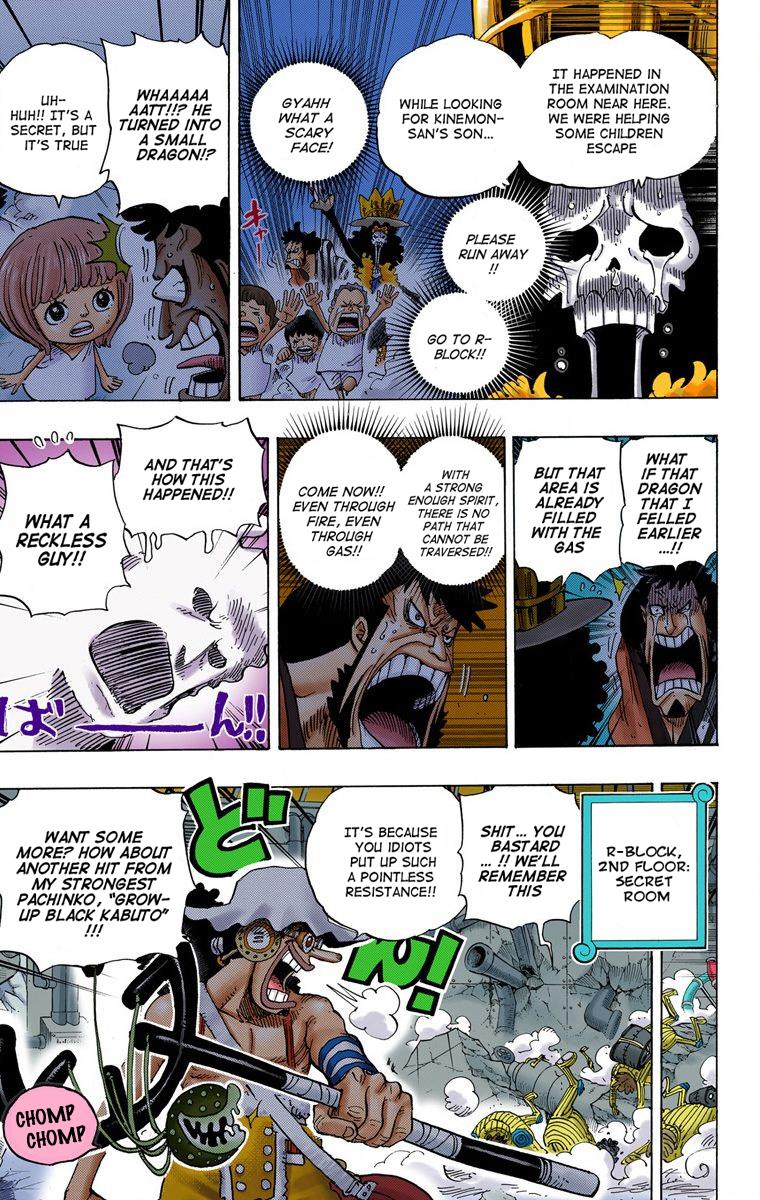 IT HAPPENED IN
THE EXAMINATION
ROOM NEAR HERE.
WE WERE HELPING
SOME CHILDREN
ESCAPE
WHILE LOOKING
FOR KINEMON-
SAN'S SON...
GYAHH
WHAT A
SCARY
FACE!
PLEASE
RUN AWAY
!!
GO TO R-
BLOCK!!
キャー
WHAAAAA
AATT!!? HE
TURNED INTO
A SMALL
DRAGON!?
UH-
HUH!! IT'S A
SECRET, BUT
IT'S TRUE
WHAT
IF THAT
DRAGON
THAT I
FELLED
EARLIER
...!!
BUT THAT
AREA IS
ALREADY
FILLED
WITH THE
GAS
WITH
A STRONG
ENOUGH SPIRIT,
THERE IS NO
PATH THAT
CANNOT BE
TRAVERSED!!
COME NOW!!
EVEN THROUGH
FIRE, EVEN
THROUGH
GAS!!
AND THAT'S
HOW THIS
HAPPENED!!
WHAT A
RECKLESS
GUY!!
ばーん!!
R-BLOCK,
2ND FLOOR:
SECRET
ROOM
SHIT... YOU
BASTARD
...!! WE'LL
REMEMBER
THIS
IT'S BECAUSE
YOU IDIOTS
PUT UP SUCH
A POINTLESS
RESISTANCE!!
どん!
WANT SOME
MORE? HOW ABOUT
ANOTHER HIT FROM
MY STRONGEST
PACHINKO, "GROW-
UP BLACK KABUTO"
!!!
CHOMP
CHOMP